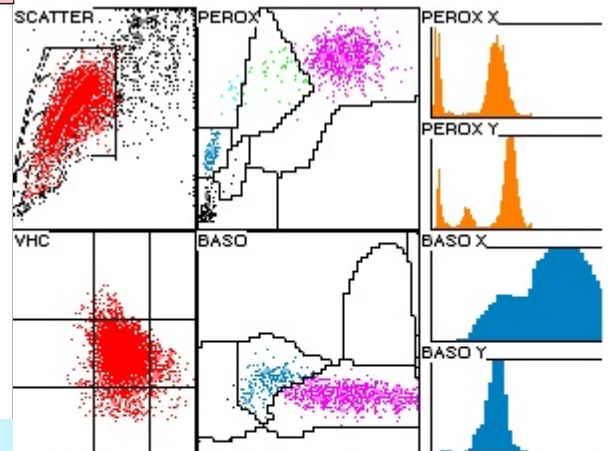 SCATTER
PEROX
PEROX X
PEROX Y
VHC
BASO
BASO X
BASO Y